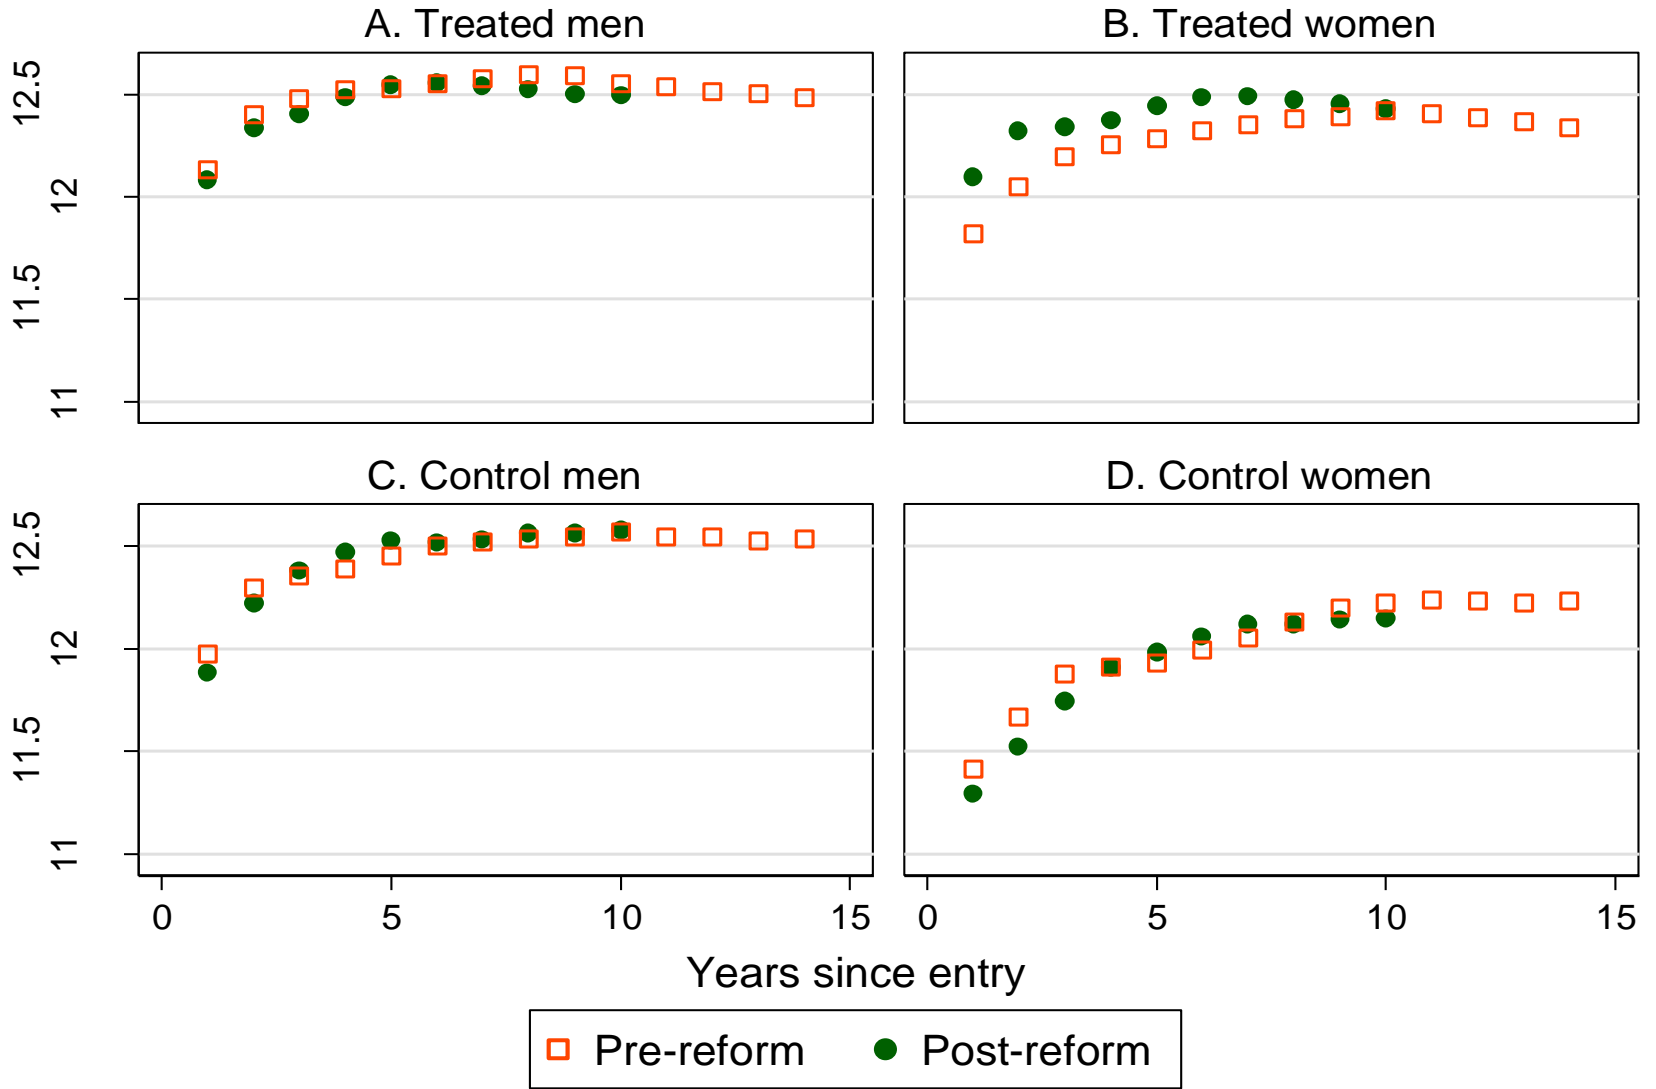 A. Treated men
B. Treated women
12.5
12
11.5
11
C. Control men
D. Control women
12.5
12
11.5
11
0 5 10 15
0 5 10 15
Years since entry
Pre-reform Post-reform